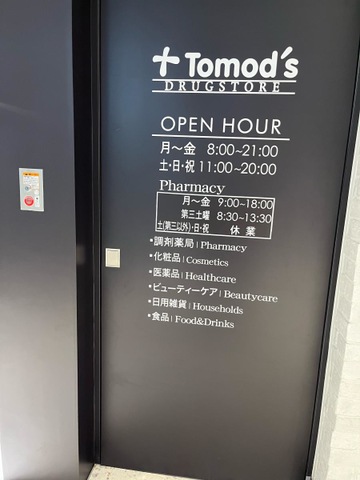 Tomod's
DRUGSTORE
OPEN HOUR
月～金 8:00~21:00
土・日・祝 11:00~20:00
Pharmacy
月～金 9:00~18:00
第三土曜 8:30~13:30
土(第三以外)・日・祝 休業
・調剤薬局 | Pharmacy
・化粧品 | Cosmetics
・医薬品 | Healthcare
・ビューティーケア | Beautycare
・日用雑貨 | Households
・食品 | Food&Drinks